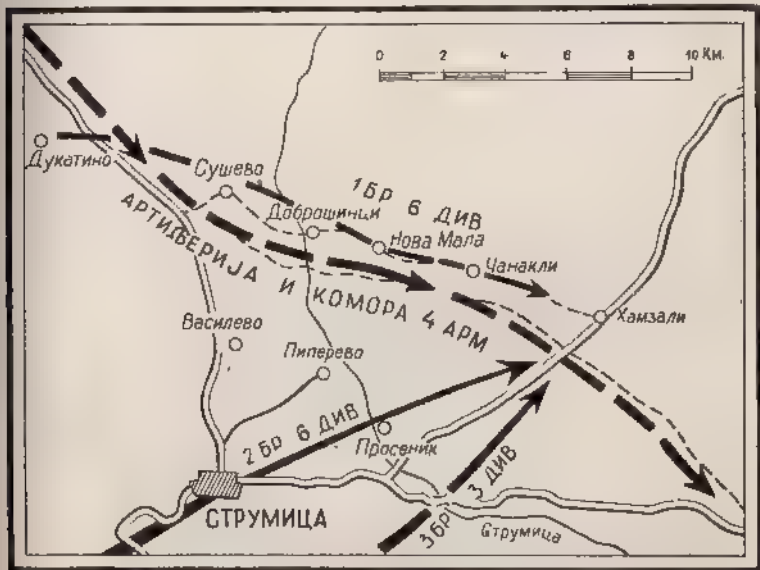 0 2 4 6 8 10 Км.
Дукатино
Сушево
1 БР 6 ДИВ
Доброшинци
Нова Мала
Чанакли
АРТИЉЕРИЈА И КОМОРА 4 АРМ
Хамзали
Василево
Пиперево
2 БР 6 ДИВ
Просеник
3 БР 3 ДИВ
СТРУМИЦА
Струмица